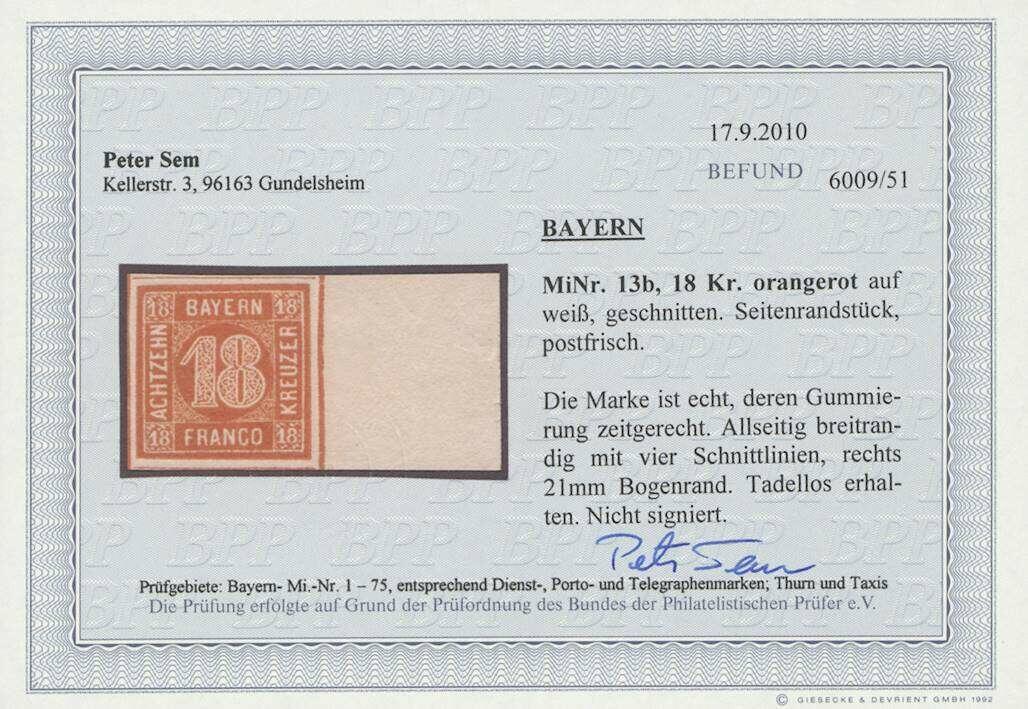 17.9.2010
Peter Sem
BEFUND
Kellerstr. 3, 96163 Gundelsheim
6009/51
BAYERN
MiNr. 13b, 18 Kr. orangerot auf
weiß, geschnitten. Seitenrandstück,
postfrisch.
18 BAYERN 18
ACHTZEHN
18
KREUZER
18 FRANCO 18
Die Marke ist echt, deren Gummie-
rung zeitgerecht. Allseitig breitran-
dig mit vier Schnittlinien, rechts
21mm Bogenrand. Tadellos erhal-
ten. Nicht signiert.
Peter Sem
Prüfgebiete: Bayern- Mi.-Nr. 1 – 75, entsprechend Dienst-, Porto- und Telegraphenmarken; Thurn und Taxis
Die Prüfung erfolgte auf Grund der Prüfordnung des Bundes der Philatelistischen Prüfer e.V.
© GIESECKE & DEVRIENT GMBH 1992